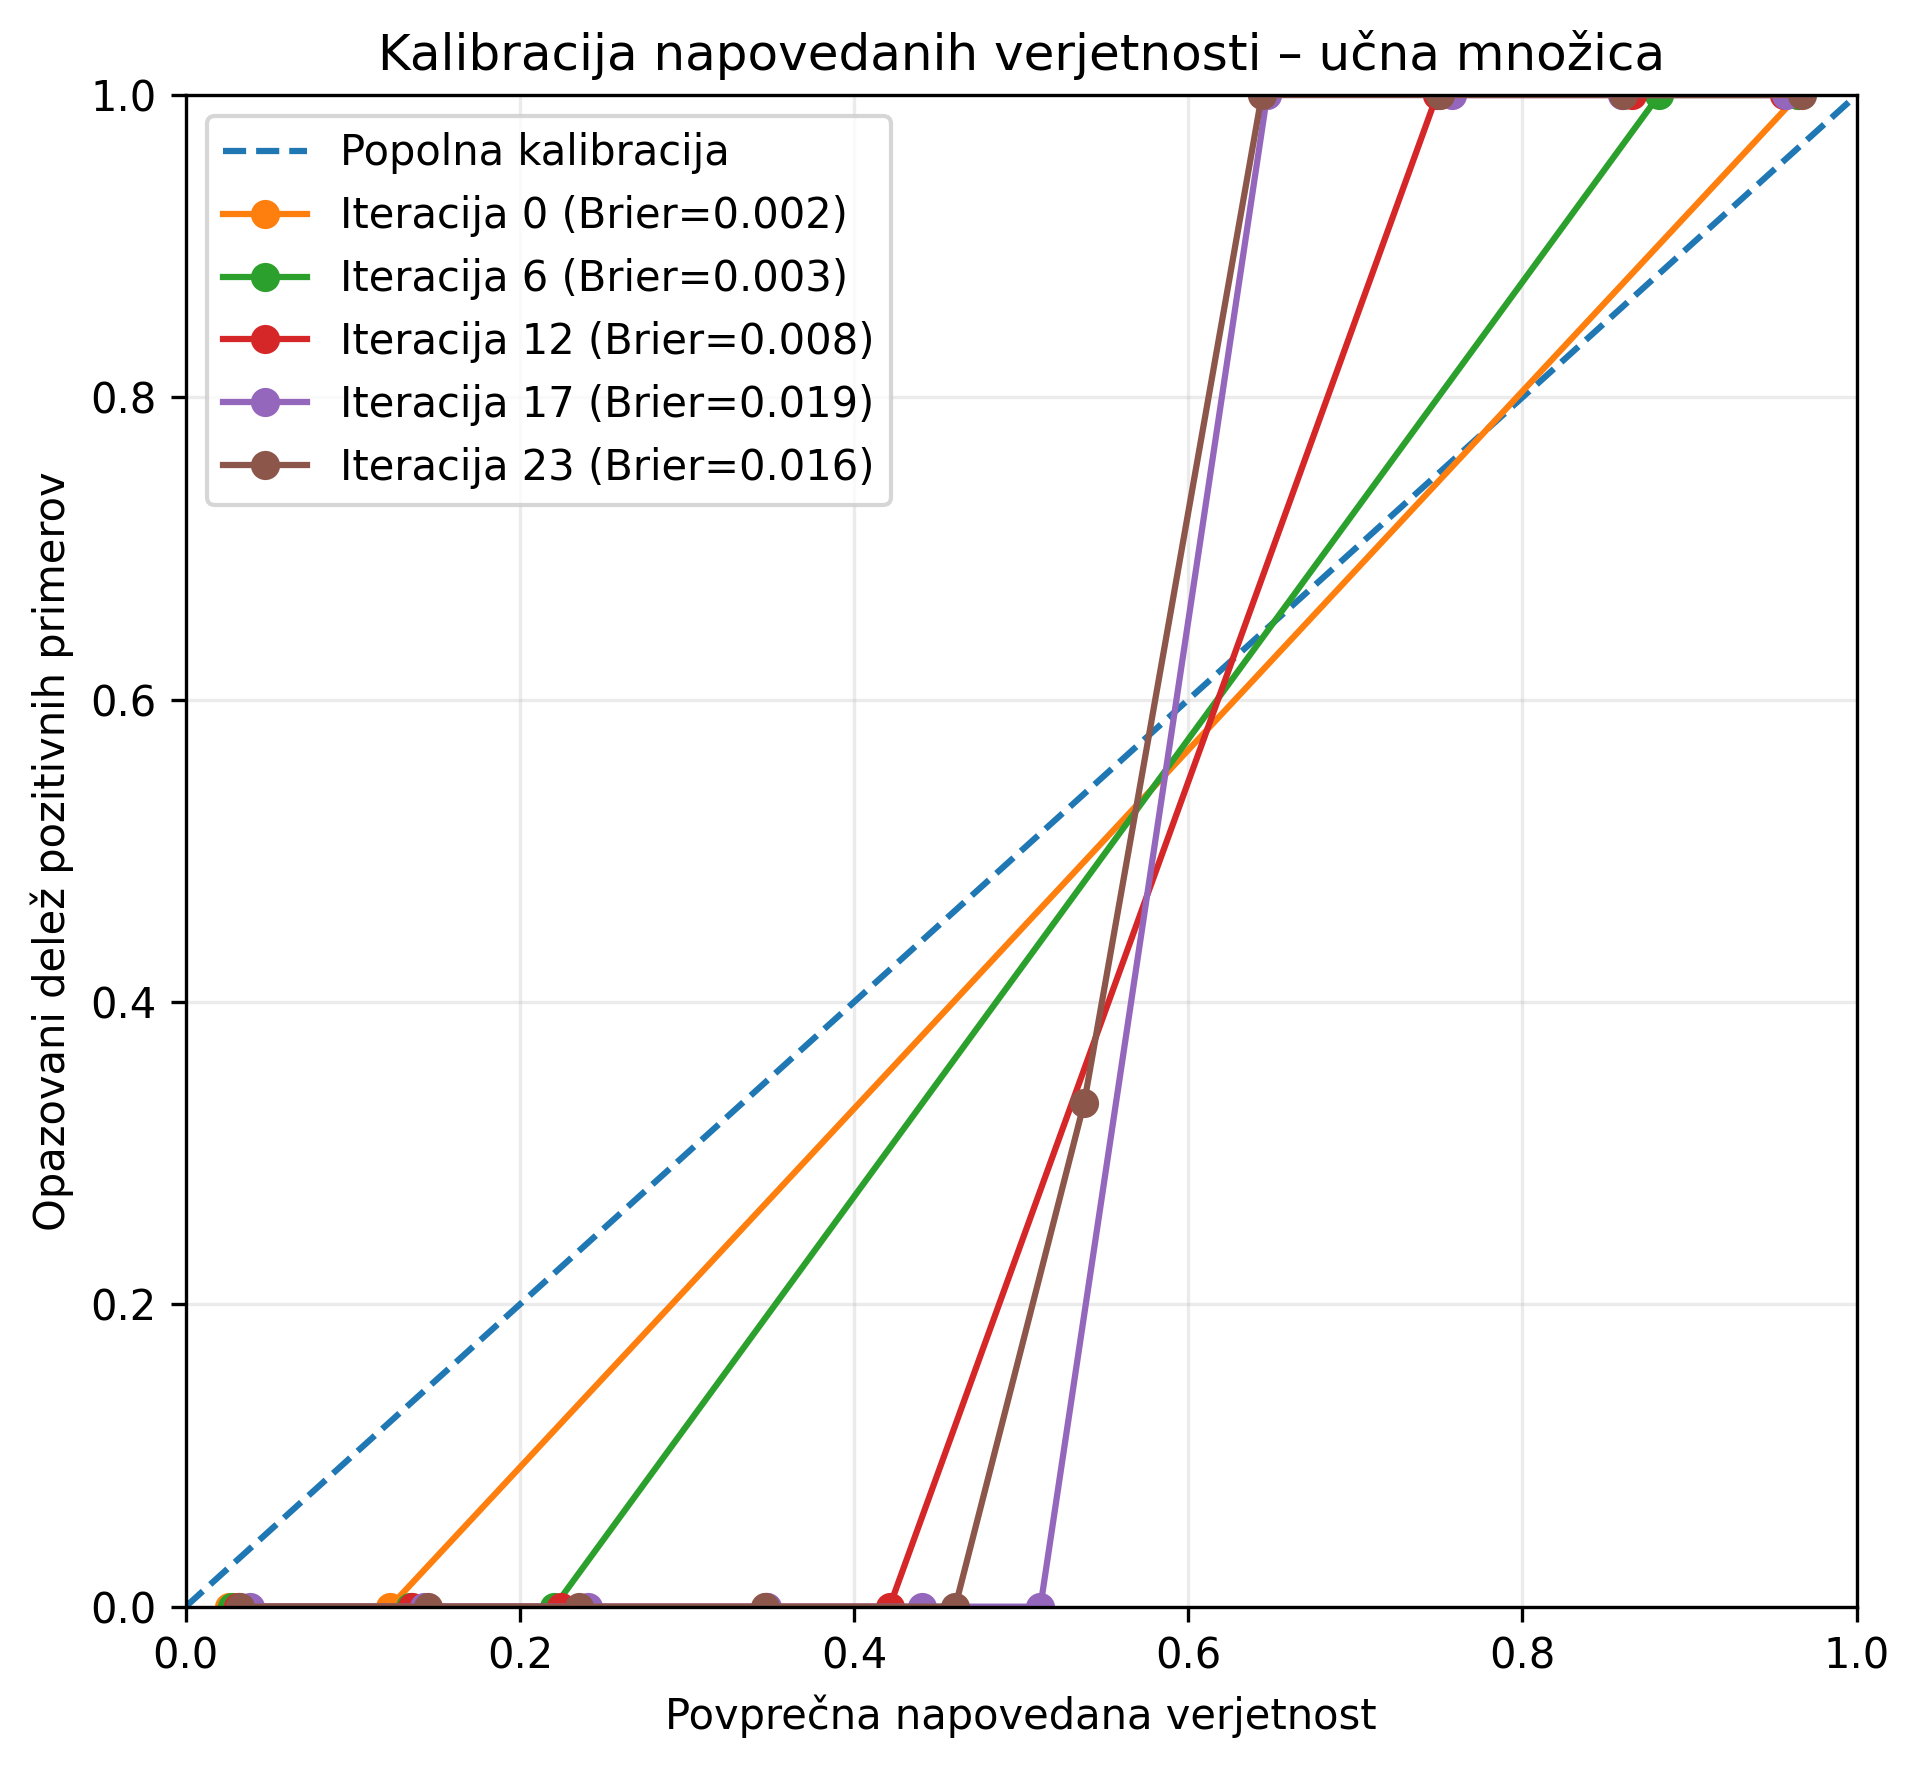 Kalibracija napovedanih verjetnosti – učna množica
1.0
0.8
0.6
0.4
0.2
0.0
Opazovani delež pozitivnih primerov
Popolna kalibracija
Iteracija 0 (Brier=0.002)
Iteracija 6 (Brier=0.003)
Iteracija 12 (Brier=0.008)
Iteracija 17 (Brier=0.019)
Iteracija 23 (Brier=0.016)
0.0 0.2 0.4 0.6 0.8 1.0
Povprečna napovedana verjetnost